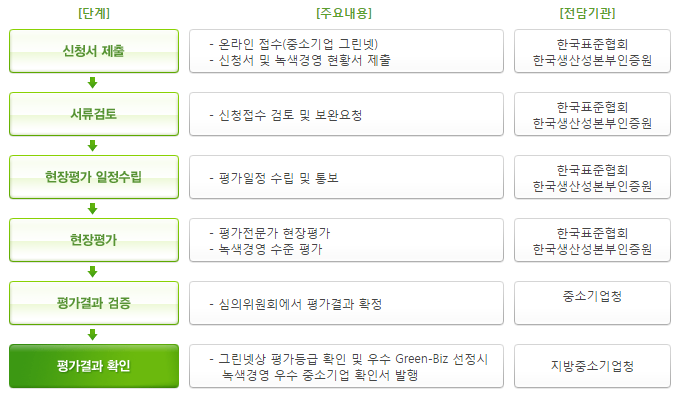 [단계] [주요내용] [전담기관]
신청서 제출
- 온라인 접수(중소기업 그린넷)
- 신청서 및 녹색경영 현황서 제출
한국표준협회
한국생산성본부인증원
서류검토
- 신청접수 검토 및 보완요청
한국표준협회
한국생산성본부인증원
현장평가 일정수립
- 평가일정 수립 및 통보
한국표준협회
한국생산성본부인증원
현장평가
- 평가전문가 현장평가
- 녹색경영 수준 평가
한국표준협회
한국생산성본부인증원
평가결과 검증
- 심의위원회에서 평가결과 확정
중소기업청
평가결과 확인
- 그린넷상 평가등급 확인 및 우수 Green-Biz 선정시
녹색경영 우수 중소기업 확인서 발행
지방중소기업청